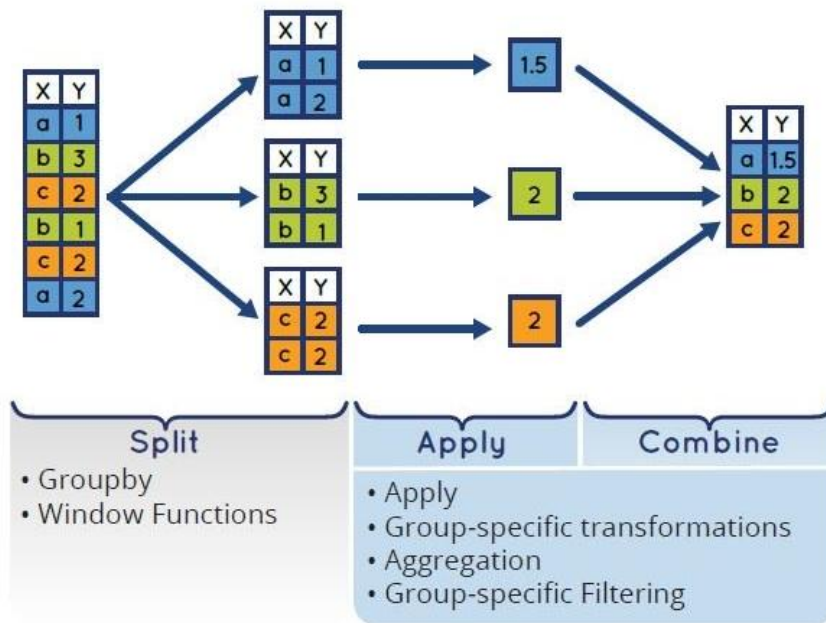 X Y
a 1
b 3
c 2
b 1
c 2
a 2
X Y
a 1
a 2
X Y
b 3
b 1
X Y
c 2
c 2
1.5
2
2
X Y
a 1.5
b 2
c 2
Split
• Groupby
• Window Functions
Apply
Combine
• Apply
• Group-specific transformations
• Aggregation
• Group-specific Filtering